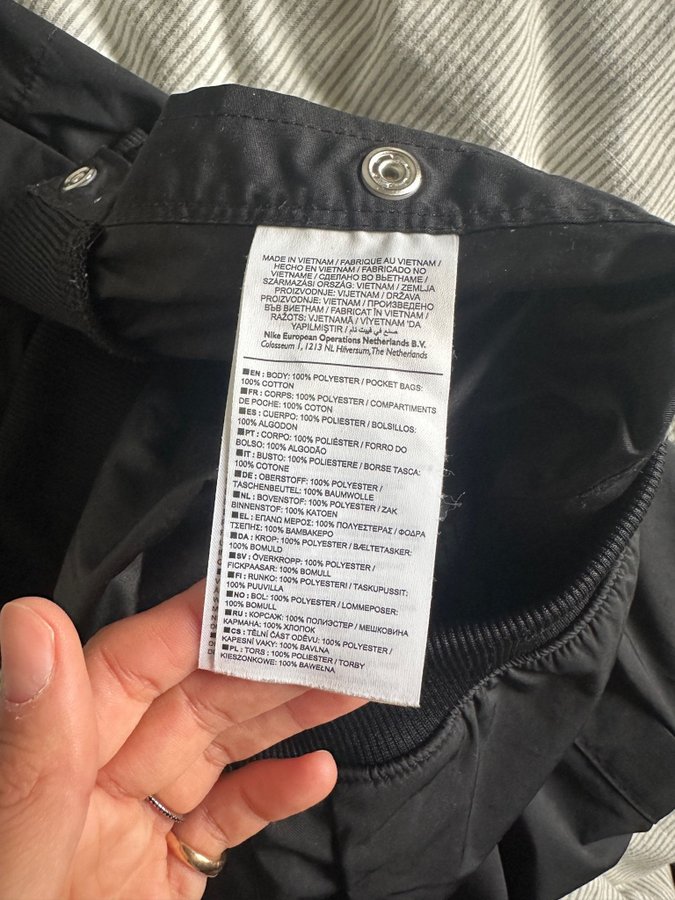 MADE IN VIETNAM / FABRIQUE AU VIETNAM /
HECHO EN VIETNAM / FABRICADO NO
VIETNAME / СДЕЛАНО ВО ВЬЕТНАМЕ /
SZÁRMAZÁSI ORSZÁG: VIETNAM / ZEMLJA
PROIZVODNJE: VIJETNAM / DRŽAVA
PROIZVODNJE: VIETNAM / ПРОИЗВЕДЕНО
ВЪВ ВИЕТНАМ / FABRICAT ÎN VIETNAM /
RAŽOTS: VJETNAMĀ / VİYETNAM 'DA
YAPILMIŞTIR / صنع في فييت نام
Nike European Operations Netherlands B.V.
Colosseum 1, 1213 NL Hilversum, The Netherlands
EN : BODY: 100% POLYESTER / POCKET BAGS:
100% COTTON
FR : CORPS: 100% POLYESTER / COMPARTIMENTS
DE POCHE: 100% COTON
ES : CUERPO: 100% POLIÉSTER / BOLSILLOS:
100% ALGODON
PT : CORPO: 100% POLIÉSTER / FORRO DO
BOLSO: 100% ALGODÃO
IT : BUSTO: 100% POLIESTERE / BORSE TASCA:
100% COTONE
DE : OBERSTOFF: 100% POLYESTER /
TASCHENBEUTEL: 100% BAUMWOLLE
NL : BOVENSTOF: 100% POLYESTER / ZAK
BINNENSTOF: 100% KATOEN
EL : ΕΠΑΝΩ ΜΕΡΟΣ: 100% ΠΟΛΥΕΣΤΕΡΑΣ / ΦΟΔΡΑ
ΤΣΕΠΗΣ: 100% ΒΑΜΒΑΚΕΡΟ
DA : KROP: 100% POLYESTER / BÆLTETASKER:
100% BOMULD
SV : ÖVERKROPP: 100% POLYESTER /
FICKPAASAR: 100% BOMULL
FI : RUNKO: 100% POLYESTERI / TASKUPUSSIT:
100% PUUVILLA
NO : BOL: 100% POLYESTER / LOMMEPOSER:
100% BOMULL
RU : КОРСАЖ: 100% ПОЛИЭСТЕР / МЕШКОВИНА
КАРМАНА: 100% ХЛОПОК
CS : TĚLNÍ ČÁST ODĚVU: 100% POLYESTER /
KAPESNÍ VAKY: 100% BAVLNA
PL : TORS : 100% POLIESTER / TORBY
KIESZONKOWE: 100% BAWEŁNA